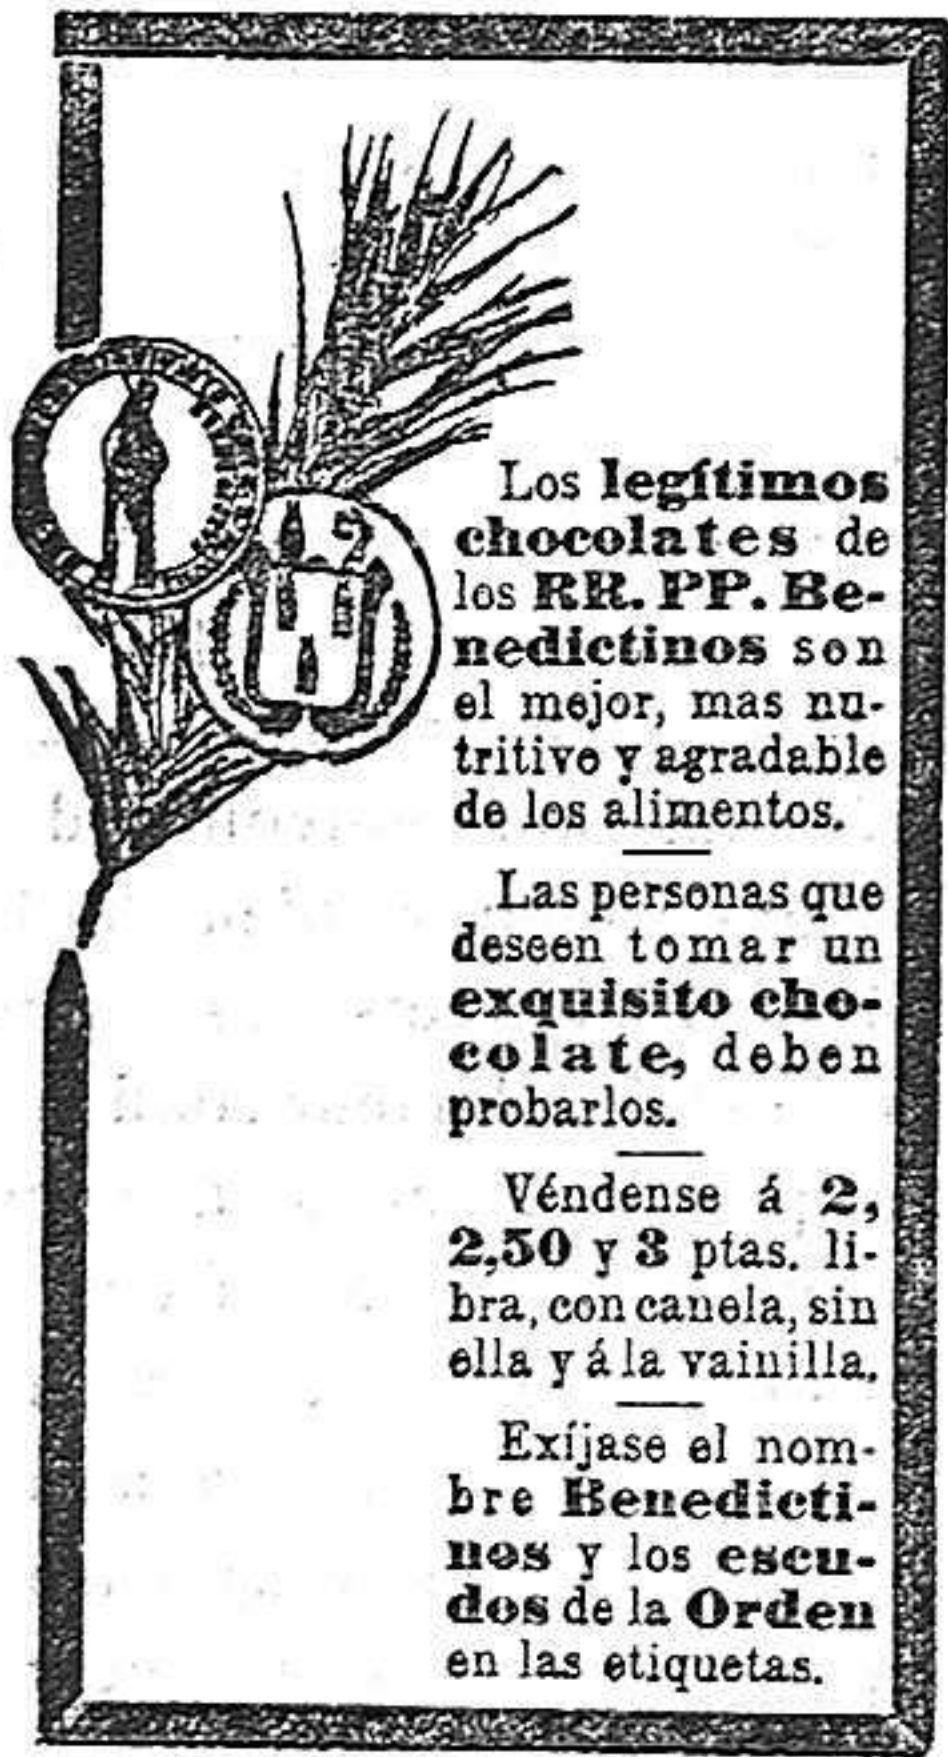 Los legítimos
chocolates de
los RR. PP. Be-
nedictinos son
el mejor, mas nu-
tritivo y agradable
de los alimentos.
Las personas que
deseen tomar un
exquisito cho-
colate, deben
probarlos.
Véndense á 2,
2,50 y 3 ptas. li-
bra, con canela, sin
ella y á la vainilla.
Exíjase el nom-
bre Benedicti-
nos y los escu-
dos de la Orden
en las etiquetas.